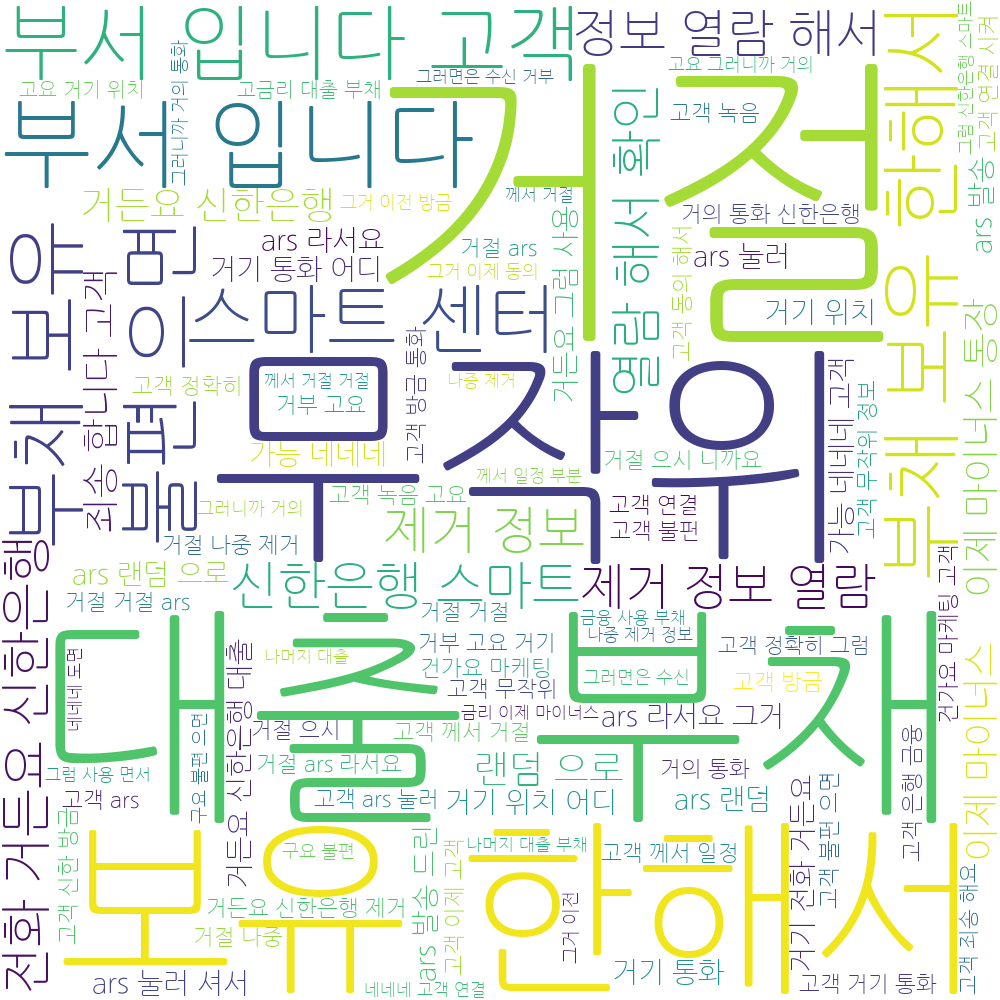 부서 입니다 고객
정보 열람 해서
고요 그러니까 거의
그럼 신한은행 스마트
고객 연결 시켜
고요 거기 위치
그러니까 거의 통화
고금리 대출 부채
그러면은 수신 거부
거절
고객 녹음
부채 보유 한해서
ars 발송
부서 입니다
열람 해서 확인
거든요 신한은행
그거 이전 방금
께서 거절
거의 통화 신한은행
ars 라서요
거절 ars
ars 눌러
거기 통화 어디
그거 이제 동의
거든요 그럼 사용
고객 동의 해서
거기 위치
부채 보유
죄송 합니다 고객
불편 이면
스마트 센터
이제 마이너스 통장
무작위
고객 정확히
께서 거절 거절
거부 고요
고객 방금 통화
나중 제거
가능 네네네
께서 일정 부분
거절 으시 니까요
가능 네네네 고객
고객 무작위 정보
그러니까 거의
고객 녹음 고요
고객 연결
고객 불펀
거절 나중 제거
제거 정보
전화 거든요 신한은행
ars 랜덤 으로
신한은행 스마트
제거 정보 열람
거절 거절 ars
거절 거절
금융 사용 부채
나중 제거 정보
대출 부채
네네네 도면
나머지 대출
거부 고요 거기
고객 정확히 그럼
건가요 마케팅
그러면은 수신
고객 방금
고객 무작위
건가요 마케팅 고객
이제 마이너스
거절 으시
금리 이제 마이너스
ars 라서요 그거
고객 께서 거절
구요 불펀 으면
거든요 신한은행 대출
거절 ars 라서요
랜덤 으로
거의 통화
그럼 사용 면서
고객 ars
고객 ars 눌러
거기 위치 어디
ars 랜덤
거기 전화 거든요
고객 불펀 으면
고객 은행 금융
고객 신한 방금
보유 한해서
구요 불편
나머지 대출 부채
고객 께서 일정
ars 발송 드린
고객 이제 고객
거든요 신한은행 제거
그거 이전
고객 죄송 해요
거절 나중
거기 통화
ars 눌러 셔서
네네네 고객 연결
고객 거기 통화